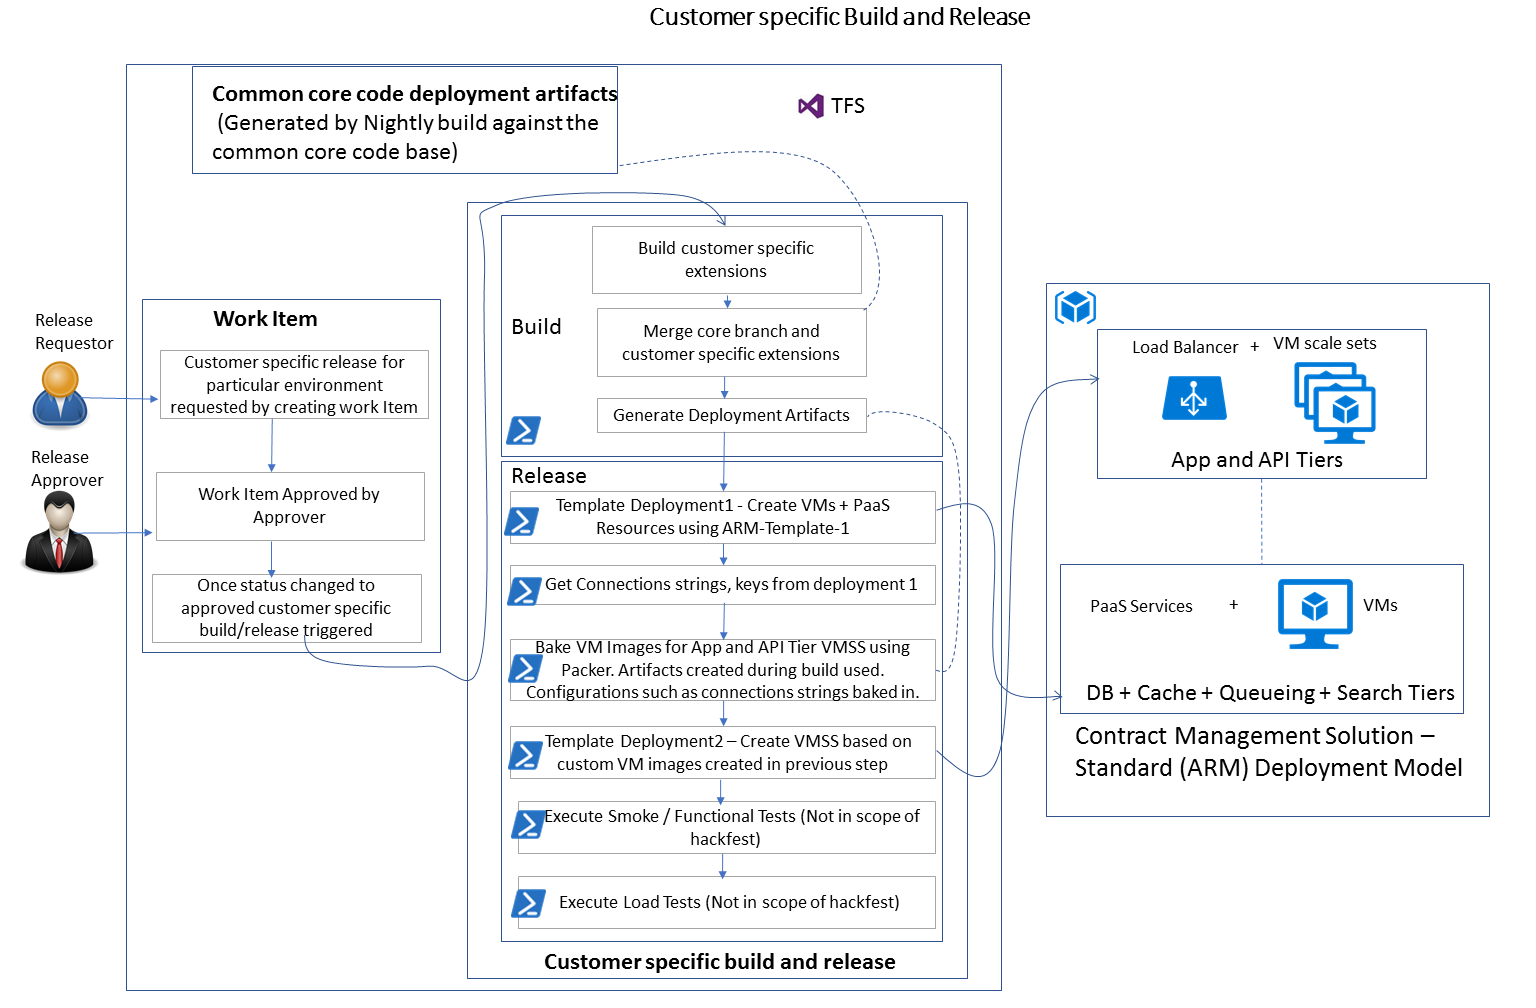 Customer specific Build and Release
Common core code deployment artifacts
(Generated by Nightly build against the
common core code base)
TFS
Release
Requestor
Release
Approver
Work Item
Customer specific release for
particular environment
requested by creating work Item
Work Item Approved by
Approver
Once status changed to
approved customer specific
build/release triggered
Build
Build customer specific
extensions
Merge core branch and
customer specific extensions
Generate Deployment Artifacts
Release
Template Deployment1 - Create VMs + PaaS
Resources using ARM-Template-1
Get Connections strings, keys from deployment 1
Bake VM Images for App and API Tier VMSS using
Packer. Artifacts created during build used.
Configurations such as connections strings baked in.
Template Deployment2 – Create VMSS based on
custom VM images created in previous step
Execute Smoke / Functional Tests (Not in scope of
hackfest)
Execute Load Tests (Not in scope of hackfest)
Customer specific build and release
Load Balancer + VM scale sets
App and API Tiers
PaaS Services + VMs
DB + Cache + Queueing + Search Tiers
Contract Management Solution –
Standard (ARM) Deployment Model